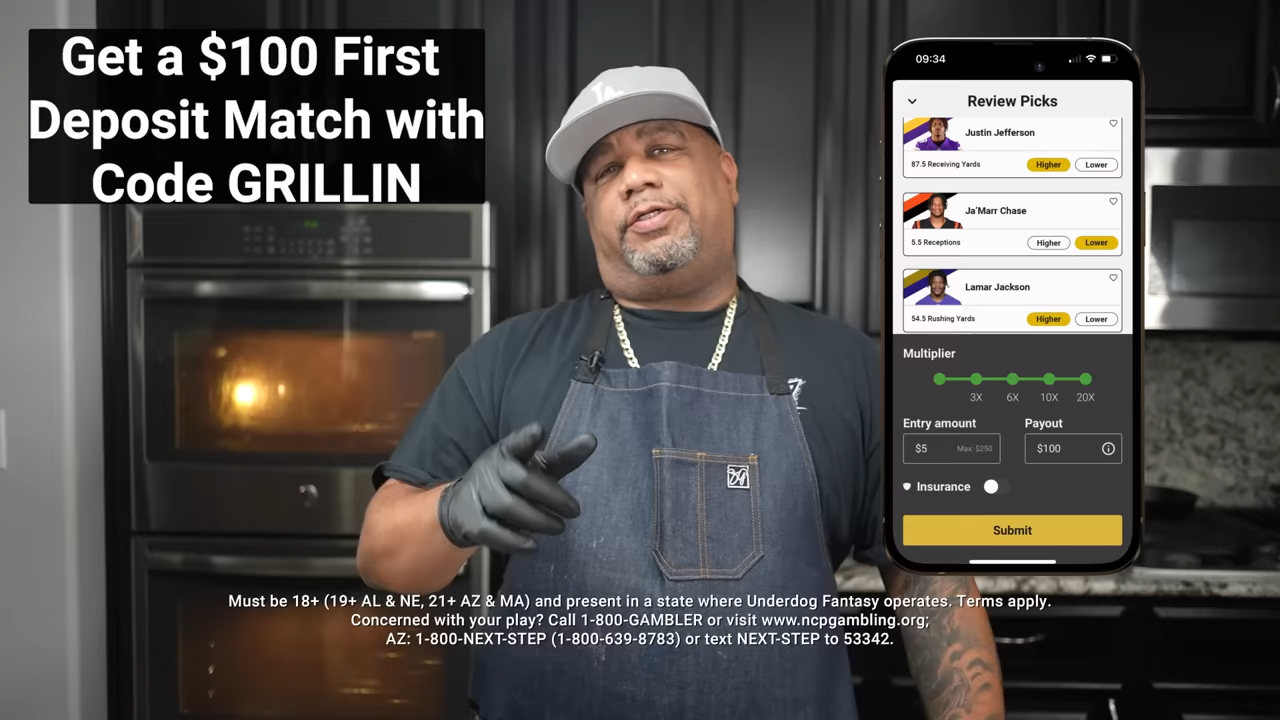 Get a $100 First
Deposit Match with
Code GRILLIN
LA
09:34
Review Picks
Justin Jefferson
87.5 Receiving Yards
Higher
Lower
Ja'Marr Chase
5.5 Receptions
Higher
Lower
Lamar Jackson
54.5 Rushing Yards
Higher
Lower
Multiplier
3X
6X
10X
20X
Entry amount
Payout
$5
Max: $250
$100
Insurance
Submit
Must be 18+ (19+ AL & NE, 21+ AZ & MA) and present in a state where Underdog Fantasy operates. Terms apply.
Concerned with your play? Call 1-800-GAMBLER or visit www.ncpgambling.org;
AZ: 1-800-NEXT-STEP (1-800-639-8783) or text NEXT-STEP to 53342.